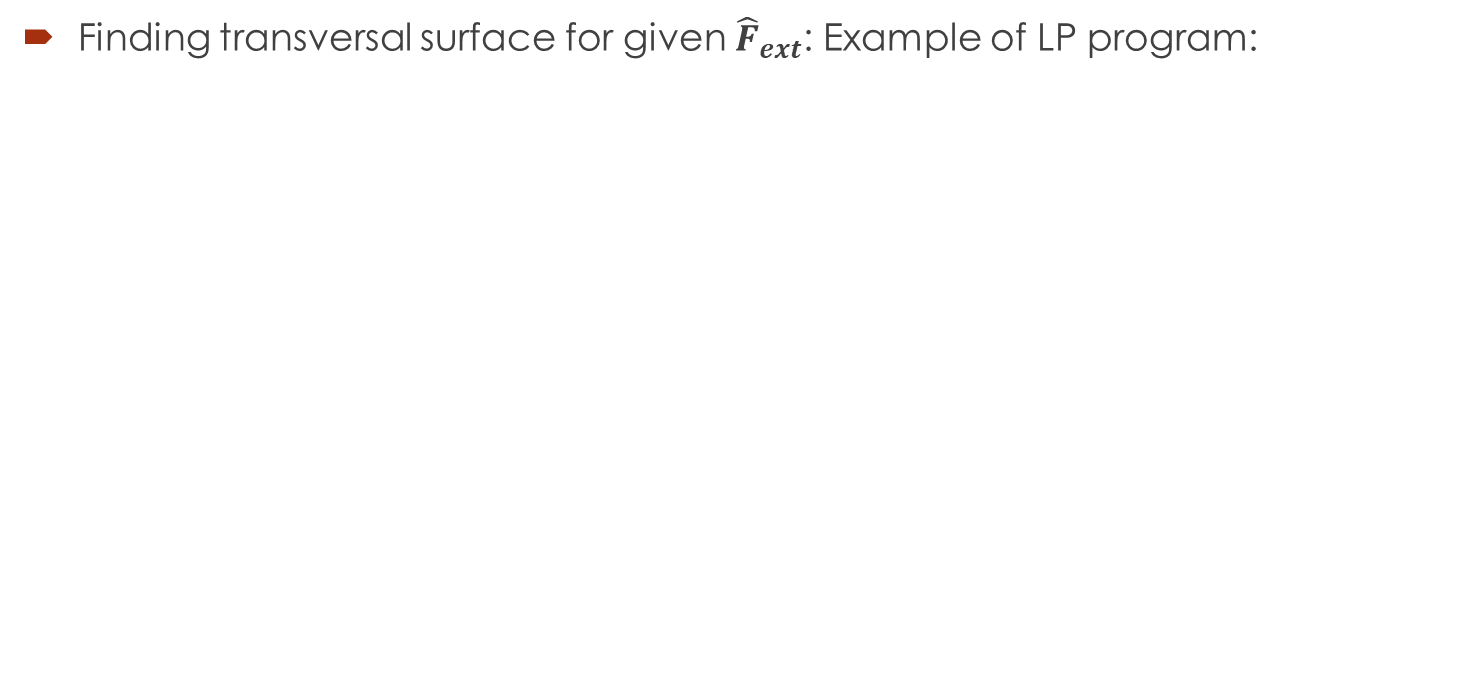 Finding transversal surface for given F̂ₑₓₜ: Example of LP program: